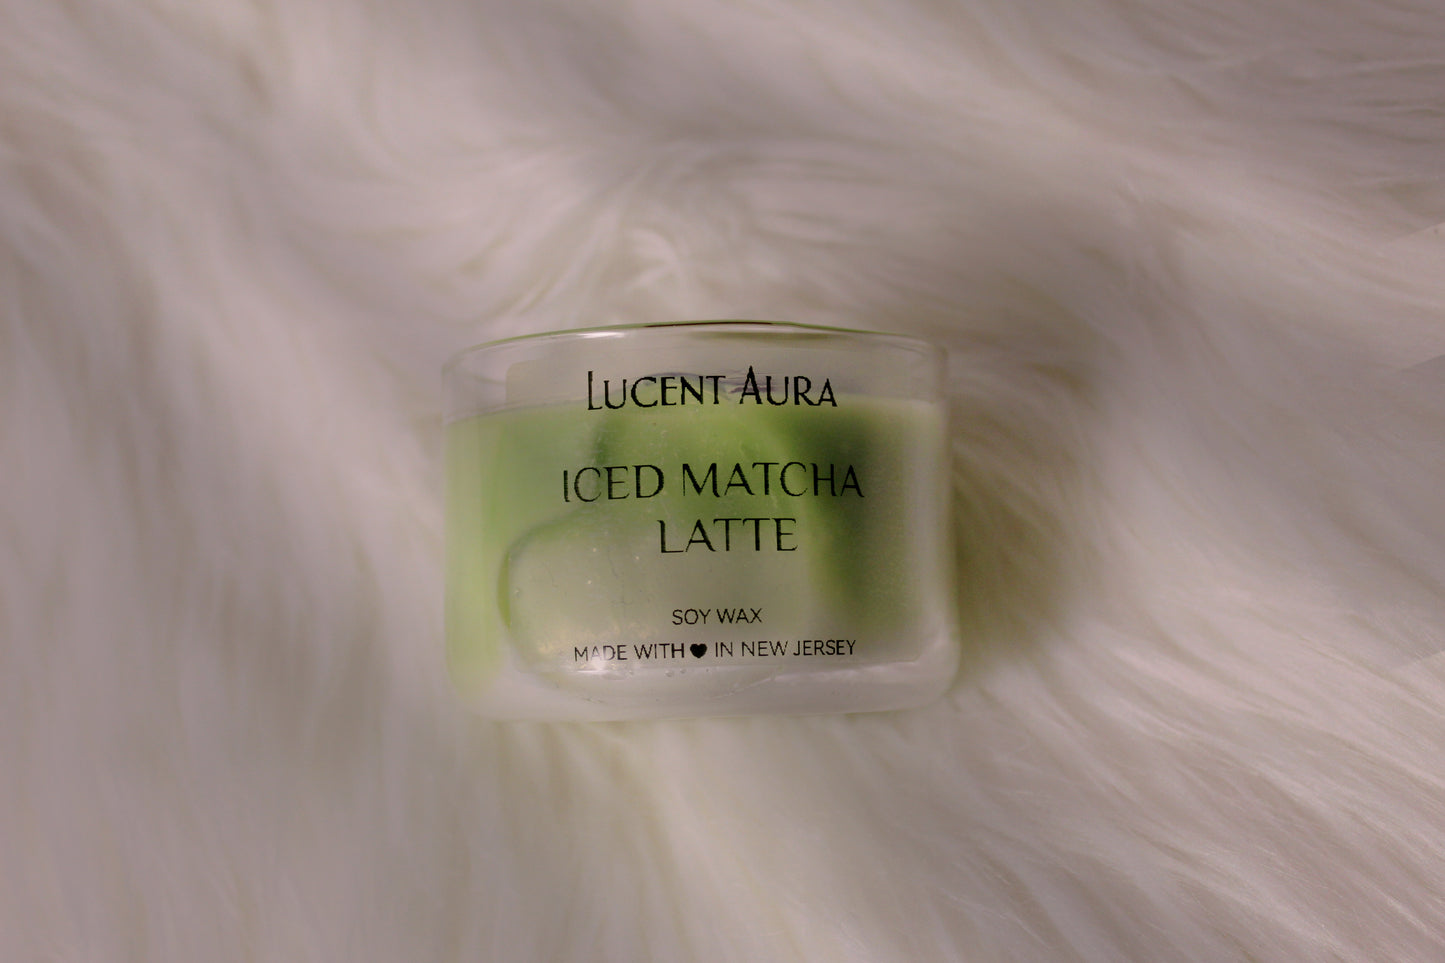 LUCENT AURA
ICED MATCHA
LATTE
SOY WAX
MADE WITH ♥ IN NEW JERSEY